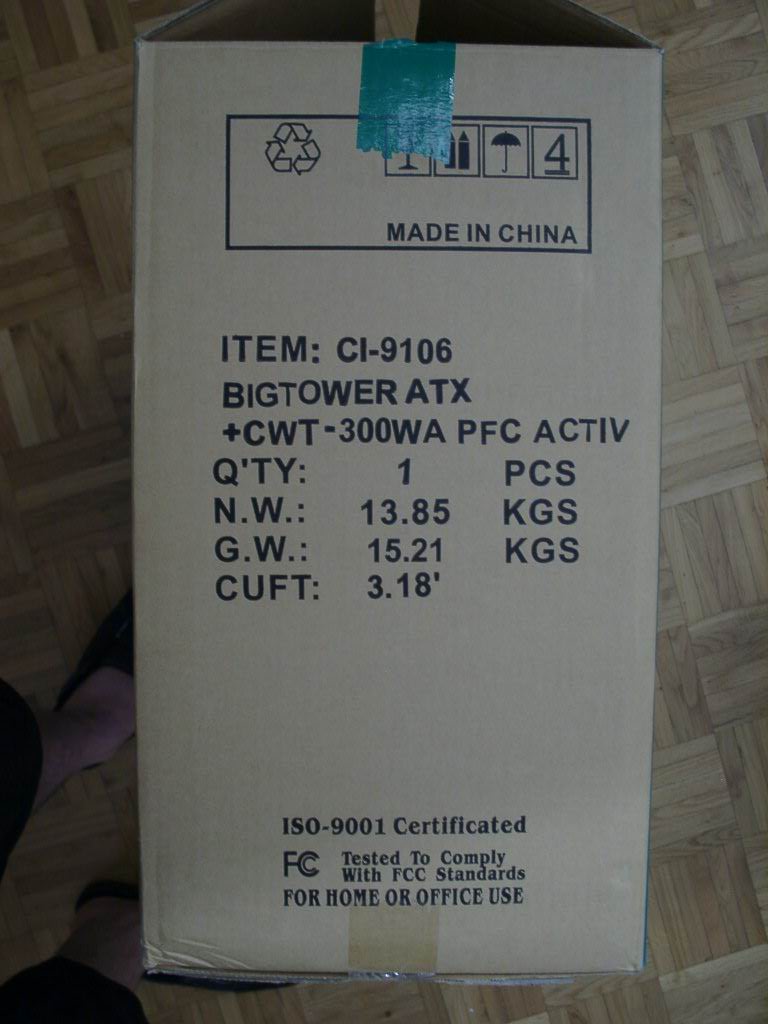 4
MADE IN CHINA
ITEM: CI-9106
BIGTOWER ATX
+CWT-300WA PFC ACTIV
Q'TY: 1 PCS
N.W.: 13.85 KGS
G.W.: 15.21 KGS
CUFT: 3.18'
ISO-9001 Certificated
FC Tested To Comply
With FCC Standards
FOR HOME OR OFFICE USE